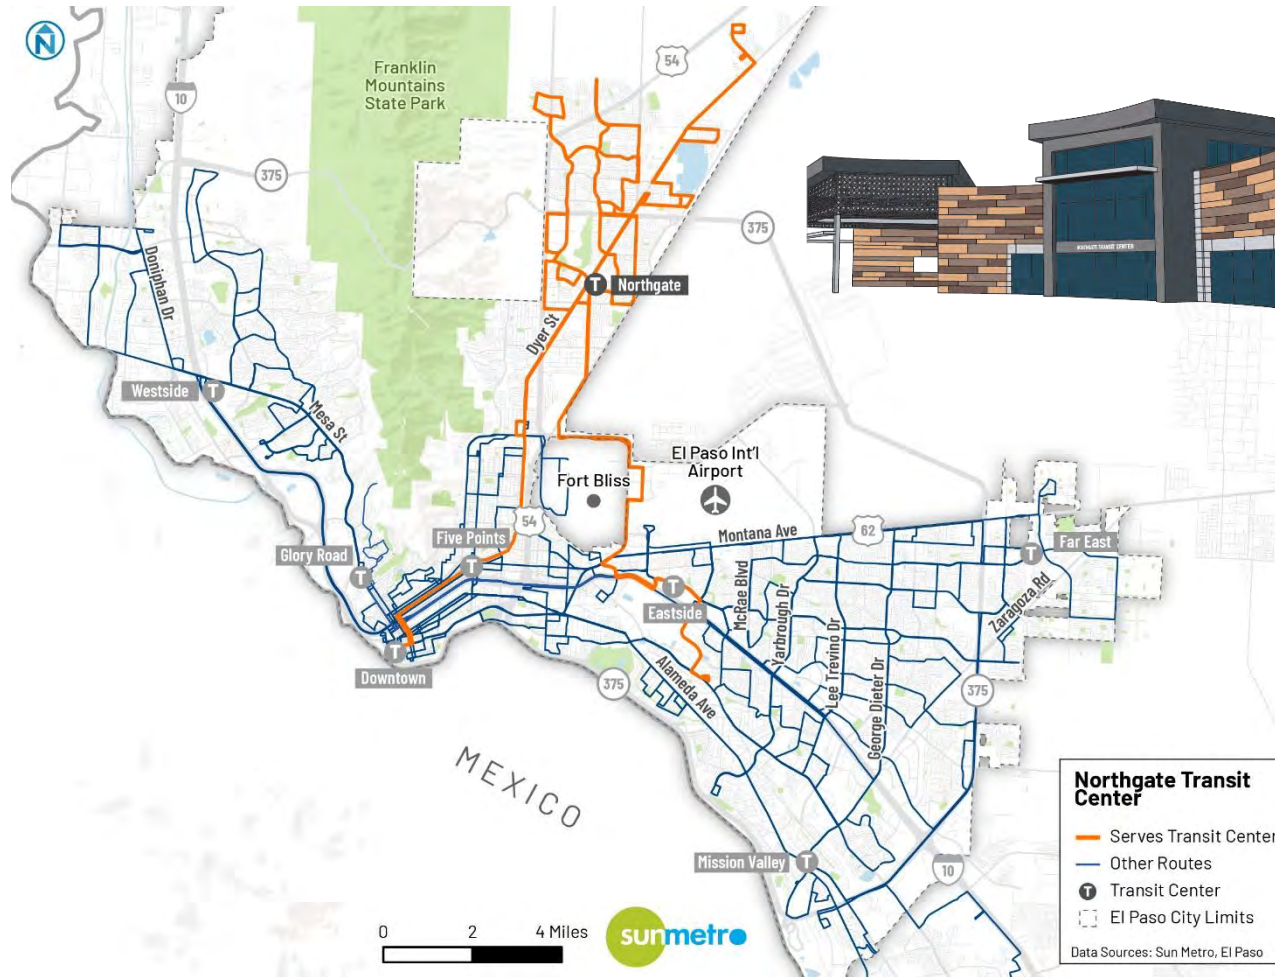 N
Franklin
Mountains
State Park
54
10
375
375
NORTHGATE TRANSIT CENTER
T Northgate
Doniphan Dr
Dyer St
Westside T
Mesa St
El Paso Int'l
Airport
Fort Bliss
54
Montana Ave
62
Five Points
T
Far East
T
Glory Road
T
T
Eastside
McRae Blvd
Yarbrough Dr
Lee Trevino Dr
George Dieter Dr
Zaragoza Rd
T
Downtown
375
Alameda Ave
375
MEXICO
Mission Valley T
10
Northgate Transit
Center
Serves Transit Center
Other Routes
T Transit Center
El Paso City Limits
Data Sources: Sun Metro, El Paso
0 2 4 Miles
sunmetro